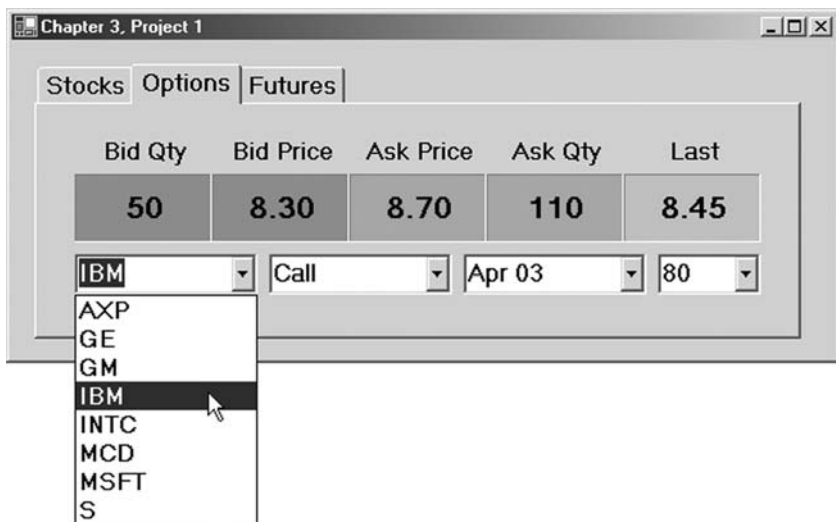 Chapter 3, Project 1
Stocks Options Futures
Bid Qty Bid Price Ask Price Ask Qty Last
50 8.30 8.70 110 8.45
IBM Call Apr 03 80
AXP
GE
GM
IBM
INTC
MCD
MSFT
S